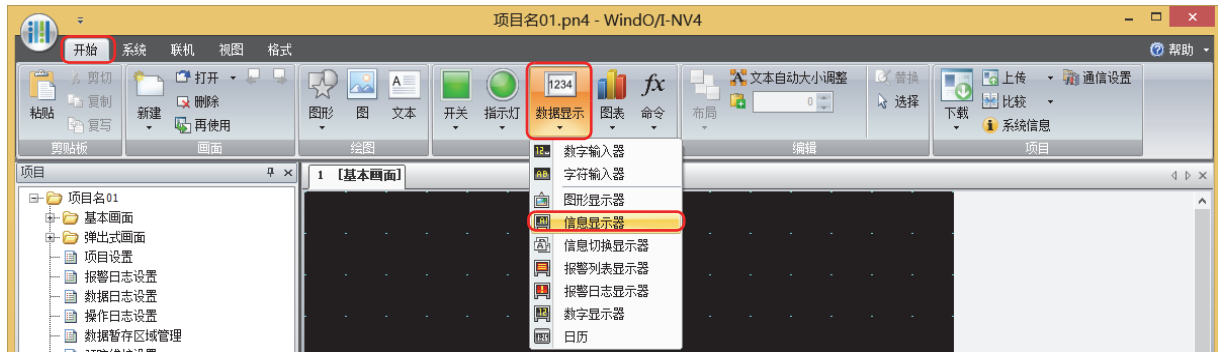 项目名01.pn4 - WindO/I-NV4
开始 系统 联机 视图 格式 帮助
粘贴 剪切 复制 复写 剪贴板
新建 打开 删除 再使用 画面
图形 图 文本 绘图
开关 指示灯 1234 数据显示 图表 fx 命令
布局 文本自动大小调整 0 替换 选择 编辑
下载 上传 比较 系统信息 通信设置 项目
项目
1 [基本画面]
项目名01
基本画面
弹出式画面
项目设置
报警日志设置
数据日志设置
操作日志设置
数据暂存区域管理
数字输入器
字符输入器
图形显示器
信息显示器
信息切换显示器
报警列表显示器
报警日志显示器
数字显示器
日历